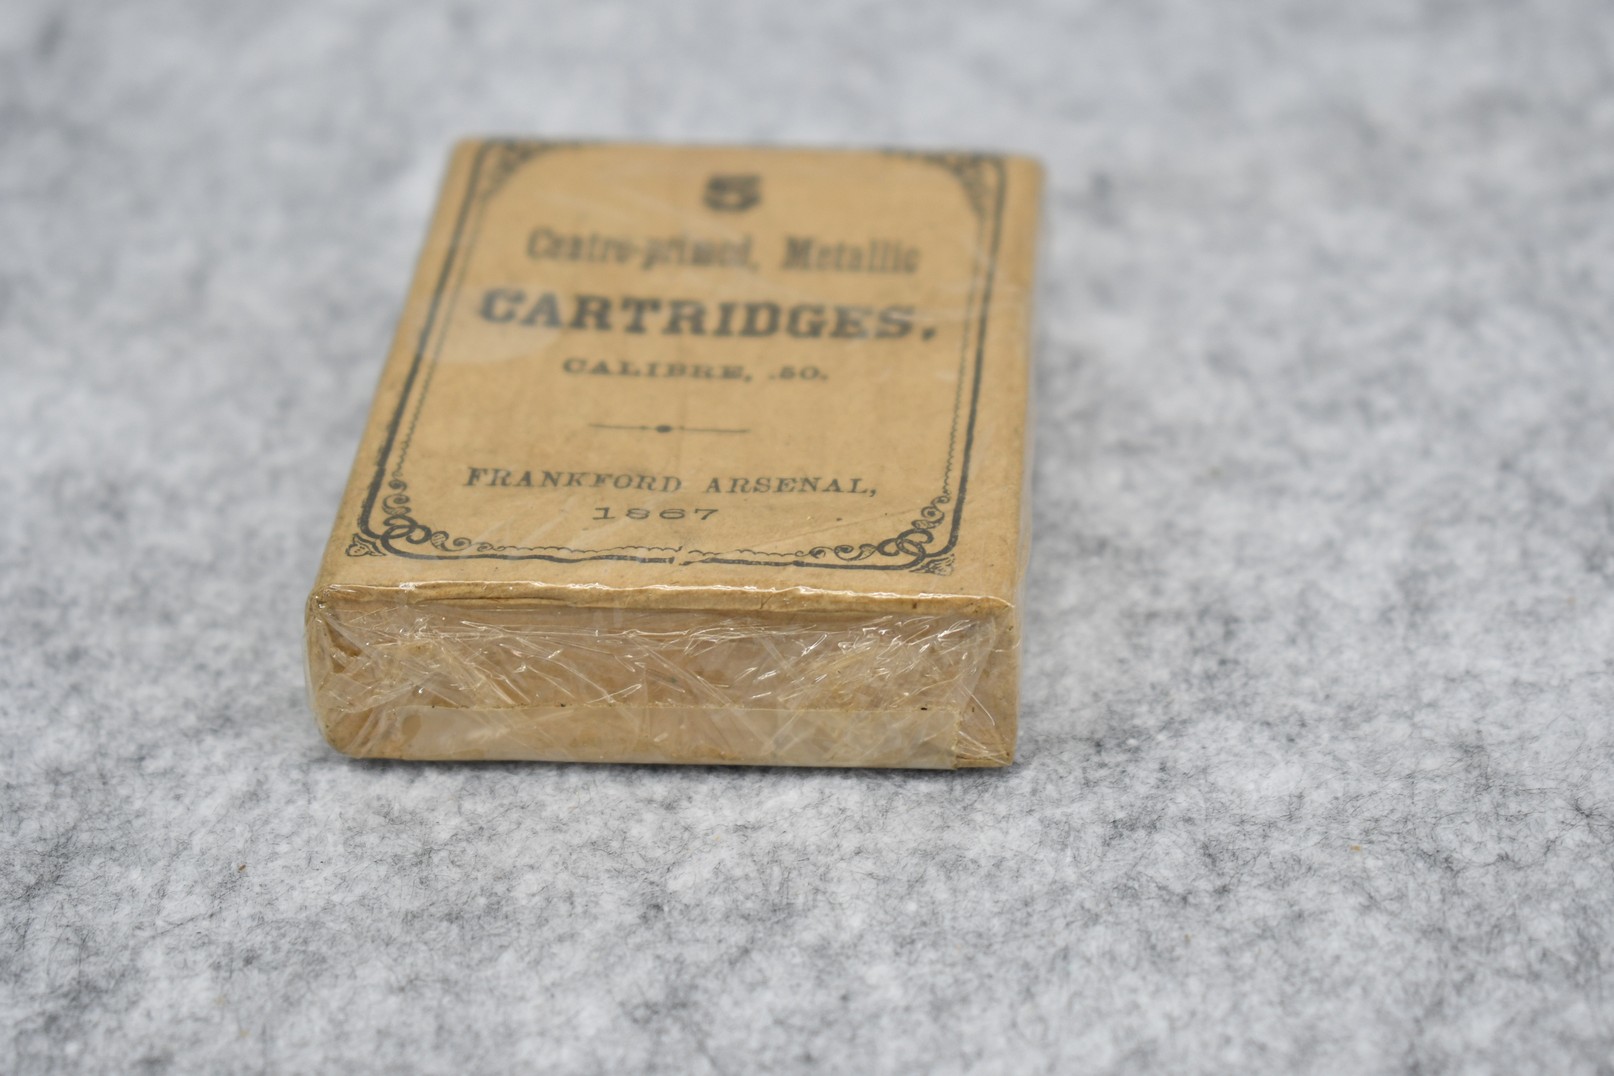 5
Centre-primed, Metallic
CARTRIDGES,
CALIBRE, .50.
FRANKFORD ARSENAL,
1867